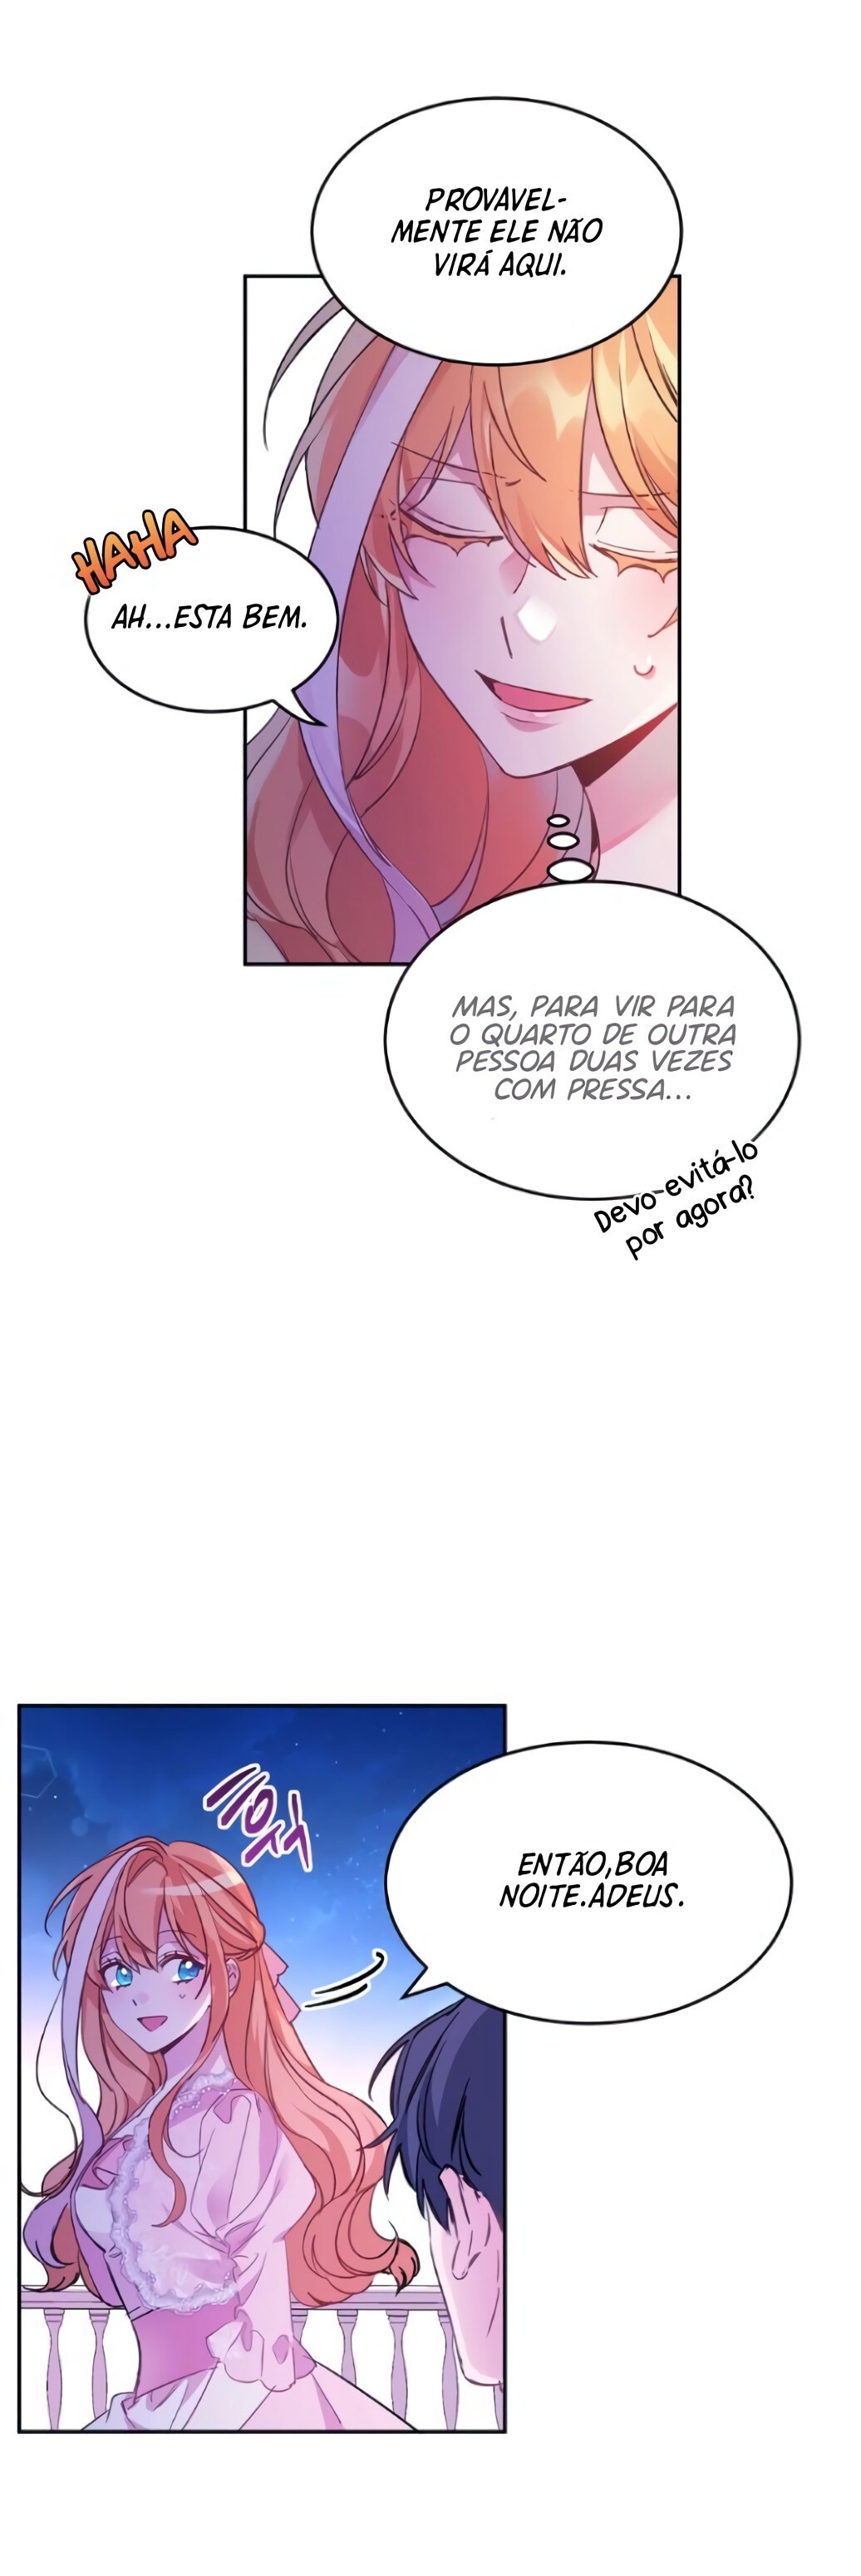 PROVAVEL-
MENTE ELE NÃO
VIRÁ AQUI.
HAHA
AH...ESTA BEM.
MAS, PARA VIR PARA
O QUARTO DE OUTRA
PESSOA DUAS VEZES
COM PRESSA...
Devo evitá-lo
por agora?
ENTÃO,BOA
NOITE.ADEUS.